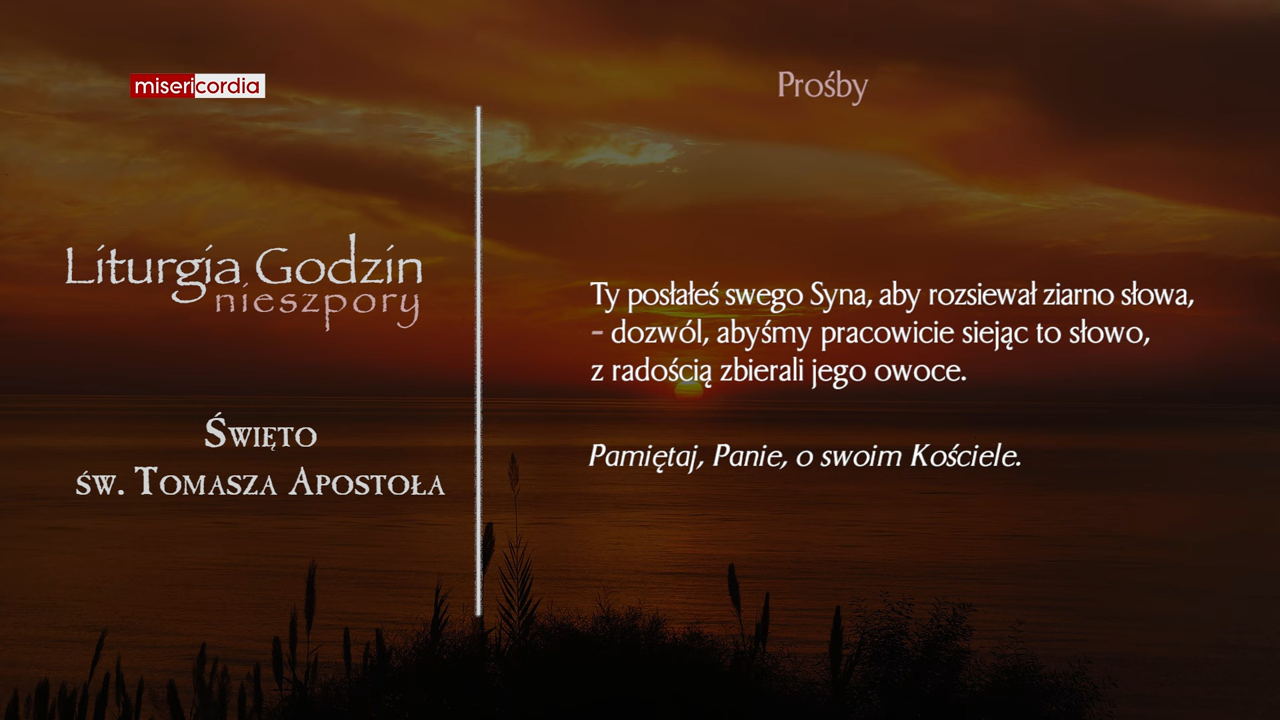 misericordia
Liturgia Godzin
nieszpory
Święto
św. Tomasza Apostoła
Prośby
Ty posłałeś swego Syna, aby rozsiewał ziarno słowa,
- dozwól, abyśmy pracowicie siejąc to słowo,
z radością zbierali jego owoce.
Pamiętaj, Panie, o swoim Kościele.